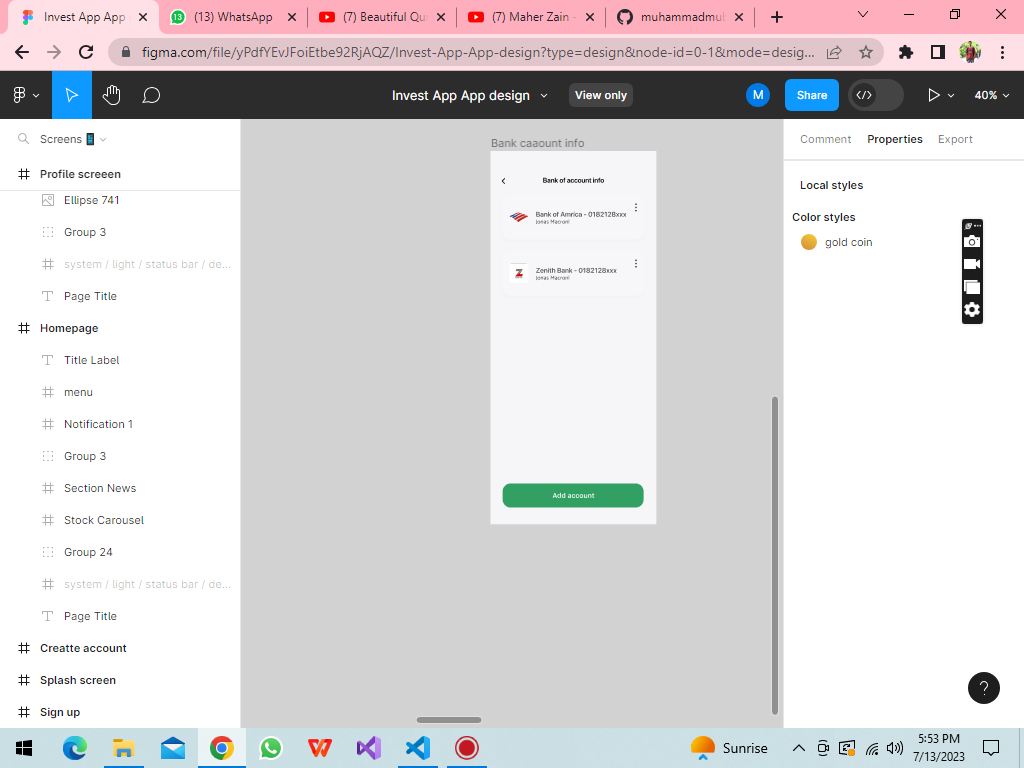 Invest App App
13
(13) WhatsApp
(7) Beautiful Qu
(7) Maher Zain -
muhammadmul
figma.com/file/yPdfYEvJFoiEtbe92RjAQZ/Invest-App-App-design?type=design&node-id=0-1&mode=desig...
Invest App App design
View only
M
Share
40%
Screens
Comment
Properties
Export
Profile screeen
Ellipse 741
Group 3
system / light / status bar / de...
Page Title
Homepage
Title Label
menu
Notification 1
Group 3
Section News
Stock Carousel
Group 24
system / light / status bar / de...
Page Title
Creatte account
Splash screen
Sign up
Bank caaount info
Bank of account info
Bank of Amrica - 0182128xxx
Jonas Macroni
Z
Zenith Bank - 0182128xxx
Jonas Macroni
Add account
Local styles
Color styles
gold coin
?
Sunrise
5:53 PM
7/13/2023